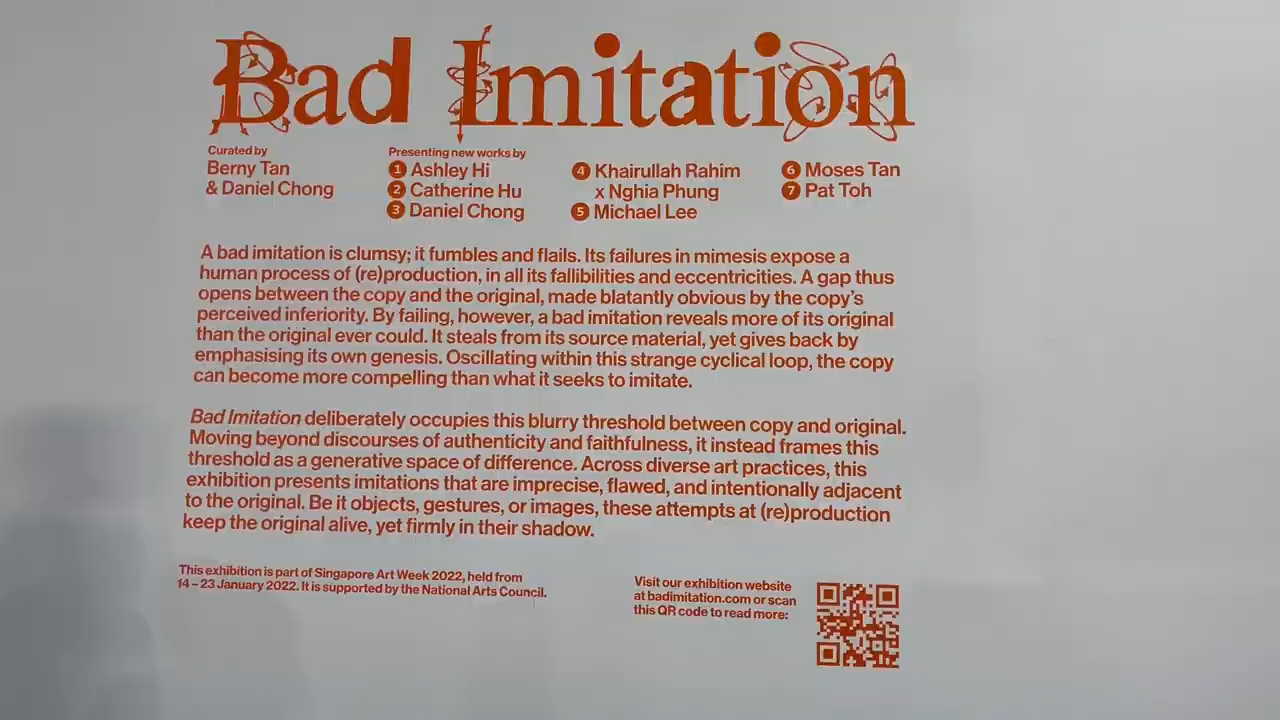 Bad Imitation
Curated by
Berny Tan
& Daniel Chong
Presenting new works by
1 Ashley Hi
2 Catherine Hu
3 Daniel Chong
4 Khairullah Rahim
x Nghia Phung
5 Michael Lee
6 Moses Tan
7 Pat Toh
A bad imitation is clumsy; it fumbles and flails. Its failures in mimesis expose a
human process of (re)production, in all its fallibilities and eccentricities. A gap thus
opens between the copy and the original, made blatantly obvious by the copy's
perceived inferiority. By failing, however, a bad imitation reveals more of its original
than the original ever could. It steals from its source material, yet gives back by
emphasising its own genesis. Oscillating within this strange cyclical loop, the copy
can become more compelling than what it seeks to imitate.
Bad Imitation deliberately occupies this blurry threshold between copy and original.
Moving beyond discourses of authenticity and faithfulness, it instead frames this
threshold as a generative space of difference. Across diverse art practices, this
exhibition presents imitations that are imprecise, flawed, and intentionally adjacent
to the original. Be it objects, gestures, or images, these attempts at (re)production
keep the original alive, yet firmly in their shadow.
This exhibition is part of Singapore Art Week 2022, held from
14 – 23 January 2022. It is supported by the National Arts Council.
Visit our exhibition website
at badimitation.com or scan
this QR code to read more: